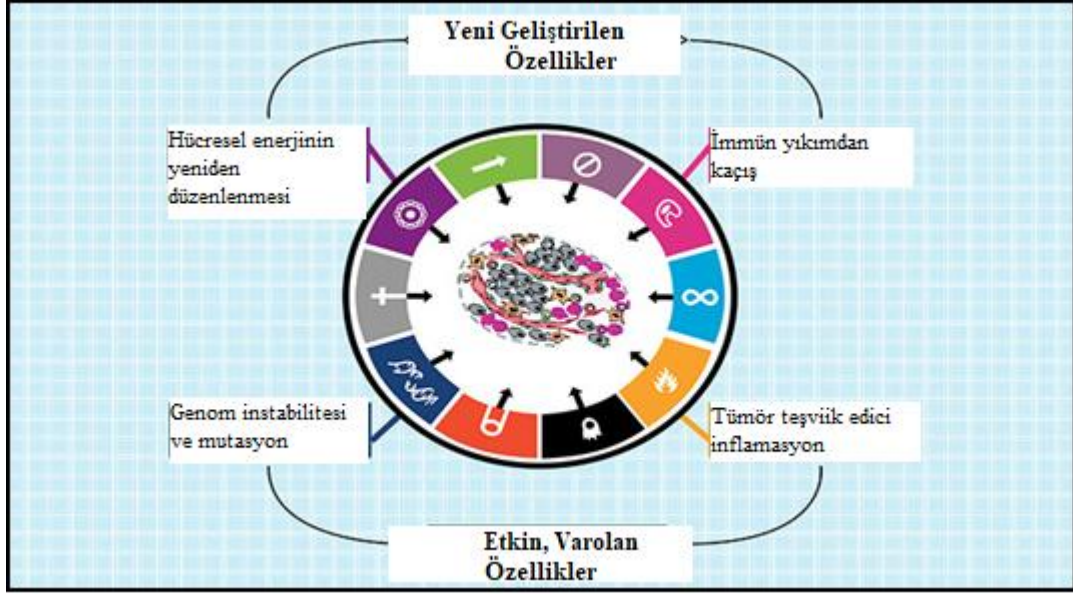 Yeni Geliştirilen
Özellikler
Hücresel enerjinin
yeniden
düzenlenmesi
İmmün yıkımdan
kaçış
Genom instabilitesi
ve mutasyon
Tümör teşviik edici
inflamasyon
Etkin, Varolan
Özellikler